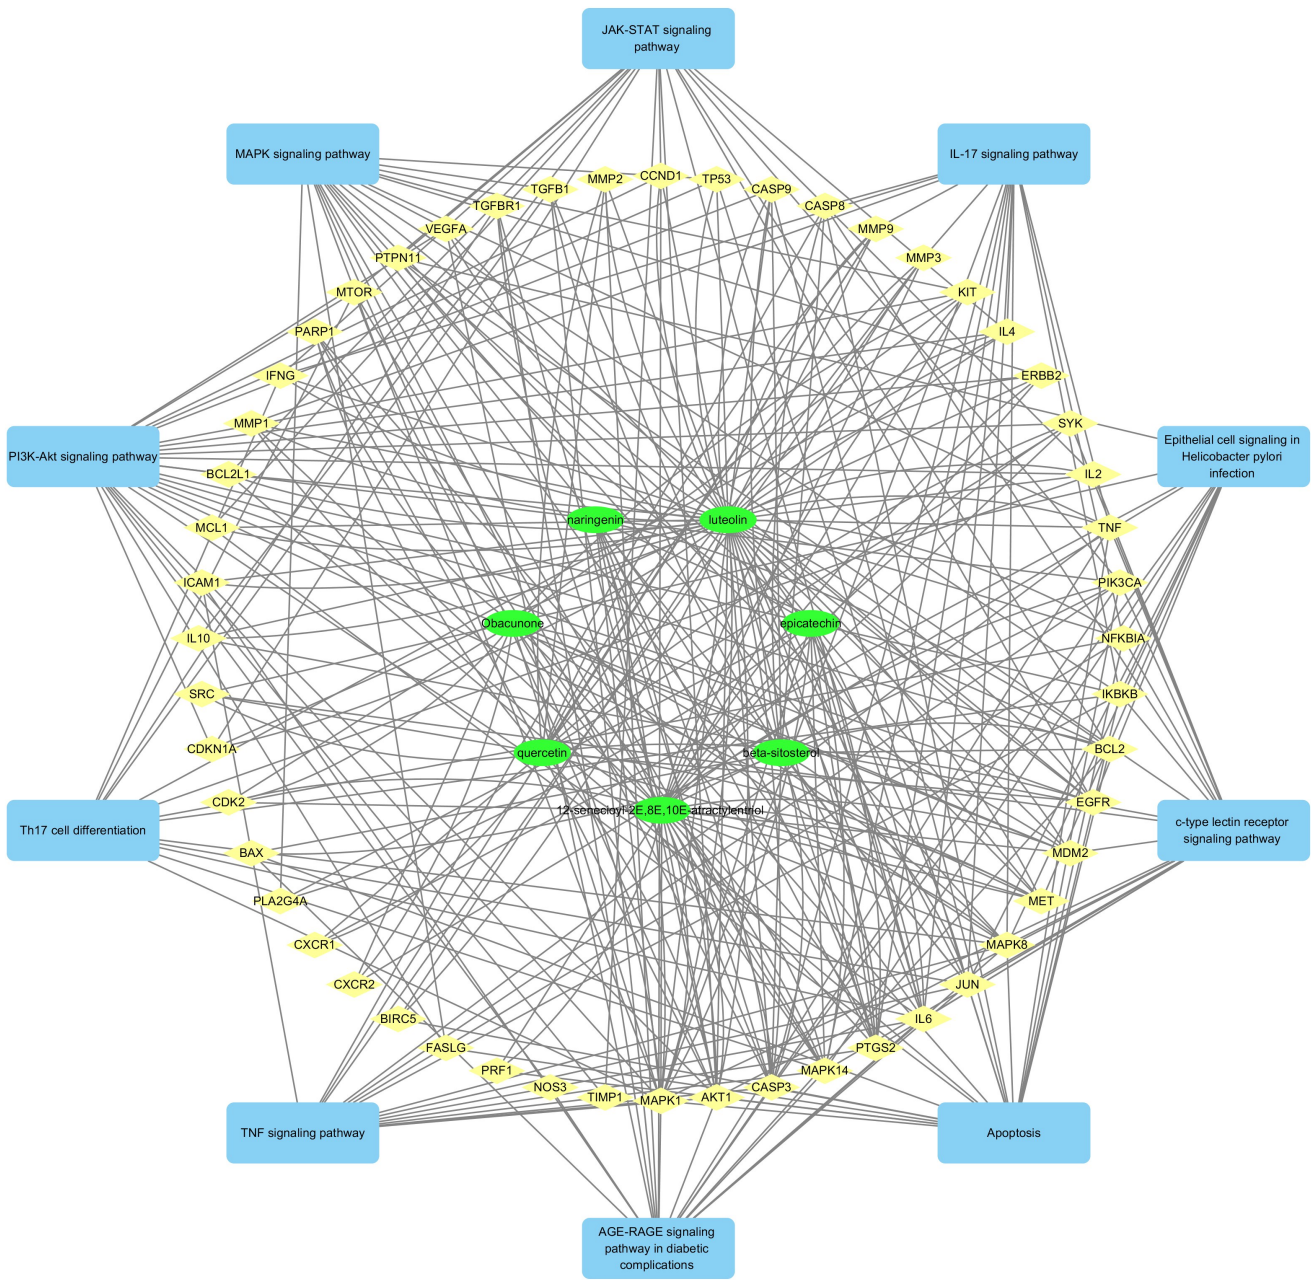 JAK-STAT signaling
pathway
MAPK signaling pathway
IL-17 signaling pathway
CCND1
MMP2
TP53
TGFB1
CASP9
TGFBR1
CASP8
VEGFA
MMP9
PTPN11
MMP3
MTOR
KIT
PARP1
IL4
IFNG
ERBB2
MMP1
SYK
PI3K-Akt signaling pathway
Epithelial cell signaling in
Helicobacter pylori
infection
BCL2L1
IL2
MCL1
naringenin
luteolin
TNF
ICAM1
PIK3CA
Obacunone
epicatechin
IL10
NFKBIA
SRC
IKBKB
CDKN1A
quercetin
beta-sitosterol
BCL2
CDK2
12-senecioyl-2E,8E,10E-atractylentriol
EGFR
Th17 cell differentiation
c-type lectin receptor
signaling pathway
BAX
MDM2
PLA2G4A
MET
CXCR1
MAPK8
CXCR2
JUN
BIRC5
IL6
FASLG
PTGS2
PRF1
MAPK14
NOS3
CASP3
TIMP1
MAPK1
AKT1
TNF signaling pathway
Apoptosis
AGE-RAGE signaling
pathway in diabetic
complications